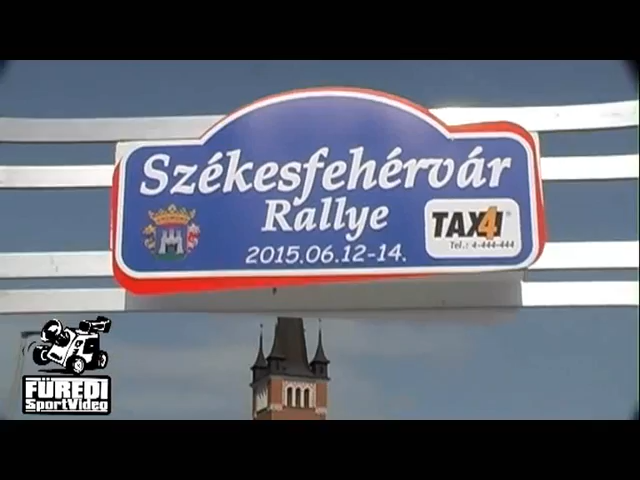 Székesfehérvár
Rallye
2015.06.12-14.
TAX4
Tel.: 4-444-444
FÜREDI
SportVideo